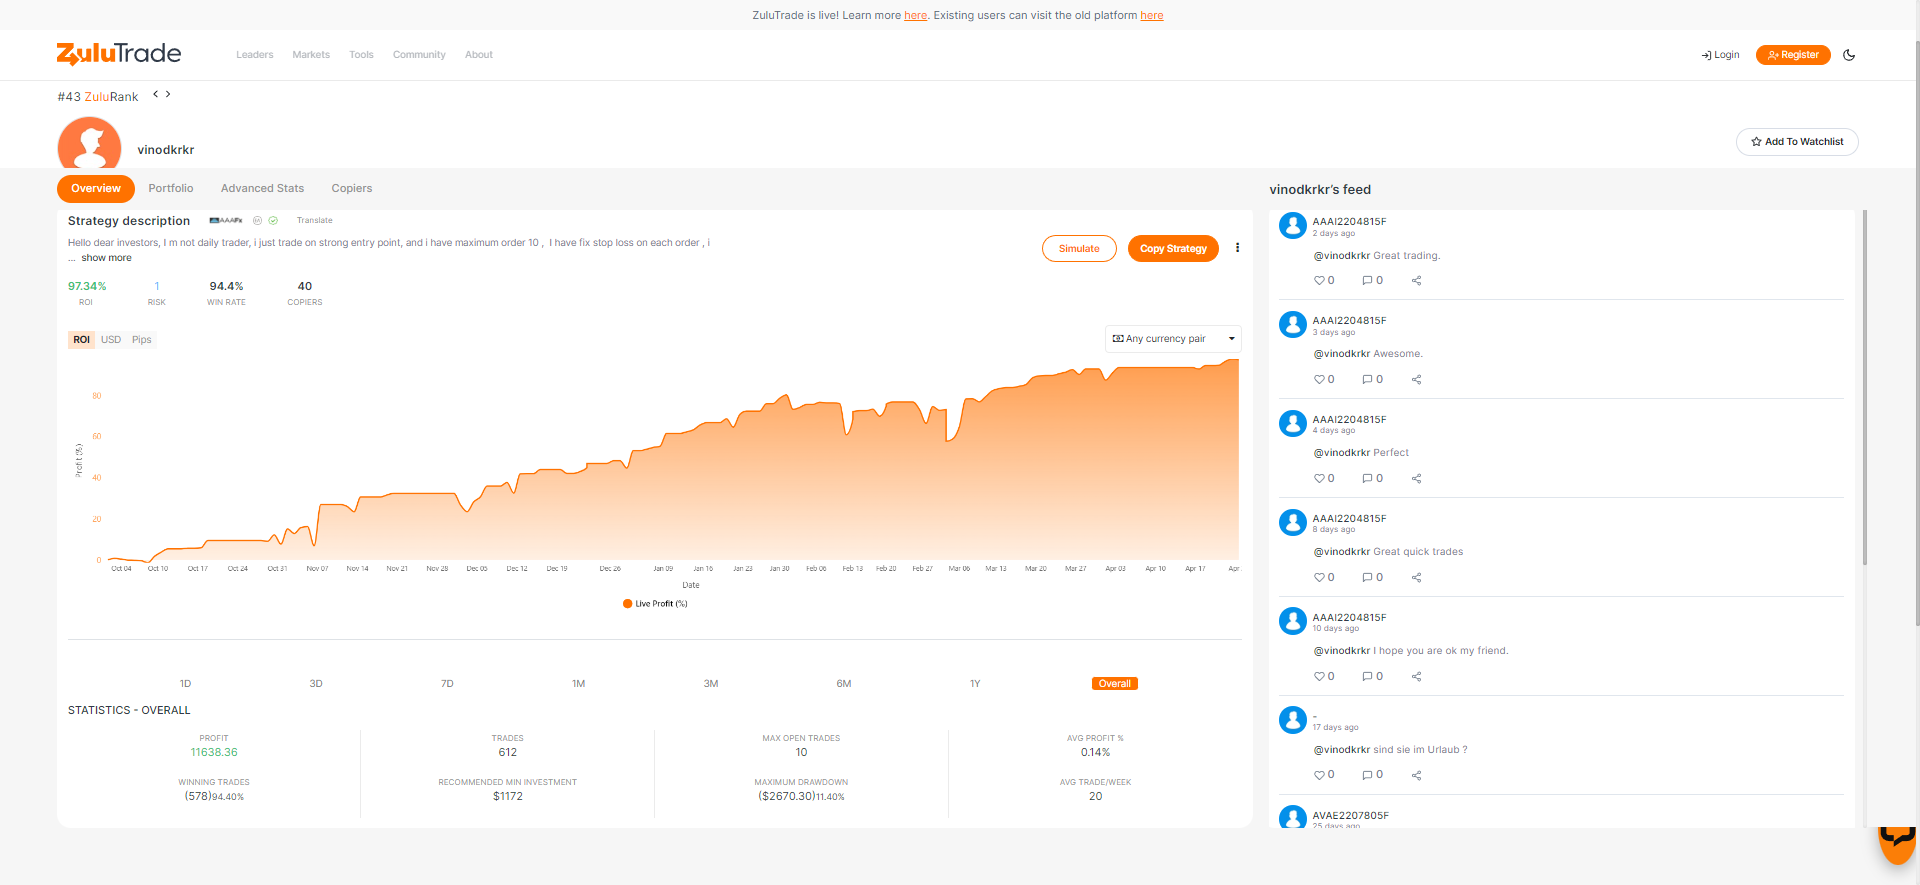 ZuluTrade is live! Learn more here. Existing users can visit the old platform here
ZuluTrade
Leaders Markets Tools Community About
Login
Register
#43 ZuluRank
vinodkrkr
Add To Watchlist
Overview Portfolio Advanced Stats Copiers
Strategy description
AAAFx
Translate
Hello dear investors, I m not daily trader, i just trade on strong entry point, and i have maximum order 10 , I have fix stop loss on each order , i
... show more
Simulate
Copy Strategy
97.34% 1 94.4% 40
ROI RISK WIN RATE COPIERS
ROI USD Pips
Any currency pair
80
60
40
20
0
Profit (%)
Oct 04 Oct 10 Oct 17 Oct 24 Oct 31 Nov 07 Nov 14 Nov 21 Nov 28 Dec 05 Dec 12 Dec 19 Dec 26 Jan 09 Jan 16 Jan 23 Jan 30 Feb 06 Feb 13 Feb 20 Feb 27 Mar 06 Mar 13 Mar 20 Mar 27 Apr 03 Apr 10 Apr 17 Apr
Date
Live Profit (%)
1D 3D 7D 1M 3M 6M 1Y Overall
STATISTICS - OVERALL
PROFIT TRADES MAX OPEN TRADES AVG PROFIT %
11638.36 612 10 0.14%
WINNING TRADES RECOMMENDED MIN INVESTMENT MAXIMUM DRAWDOWN AVG TRADE/WEEK
(578)94.40% $1172 ($2670.30)11.40% 20
vinodkrkr's feed
AAAI2204815F
2 days ago
@vinodkrkr Great trading.
0 0
AAAI2204815F
3 days ago
@vinodkrkr Awesome.
0 0
AAAI2204815F
4 days ago
@vinodkrkr Perfect
0 0
AAAI2204815F
8 days ago
@vinodkrkr Great quick trades
0 0
AAAI2204815F
10 days ago
@vinodkrkr I hope you are ok my friend.
0 0
-
17 days ago
@vinodkrkr sind sie im Urlaub ?
0 0
AVAE2207805F
25 days ago